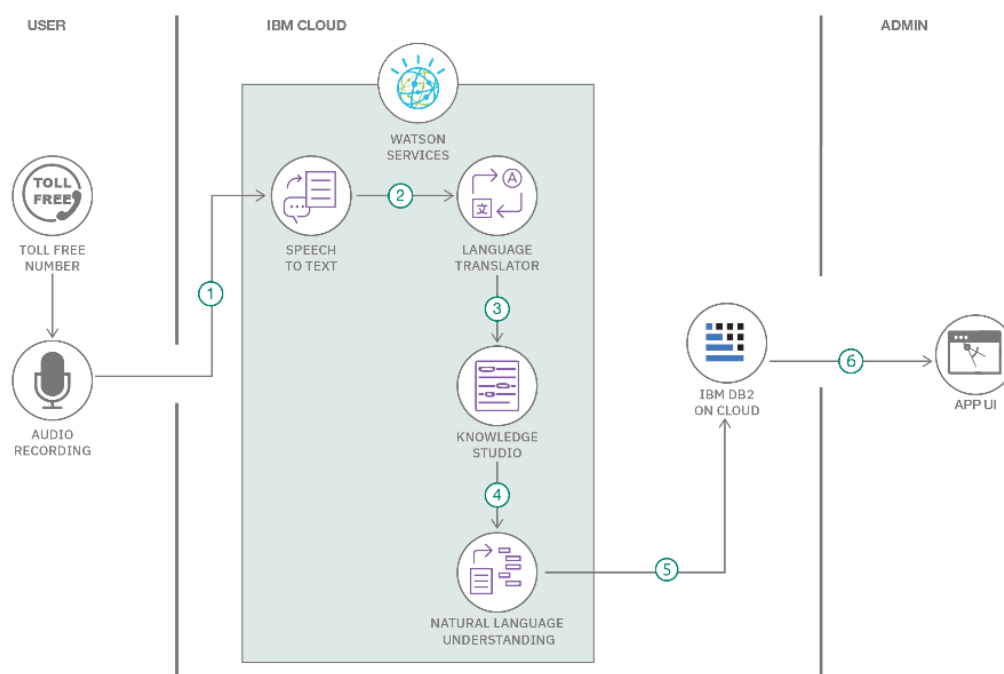 USER
IBM CLOUD
ADMIN
WATSON
SERVICES
TOLL
FREE
TOLL FREE
NUMBER
1
AUDIO
RECORDING
SPEECH
TO TEXT
2
A
文
LANGUAGE
TRANSLATOR
3
KNOWLEDGE
STUDIO
4
NATURAL LANGUAGE
UNDERSTANDING
5
IBM DB2
ON CLOUD
6
APP UI